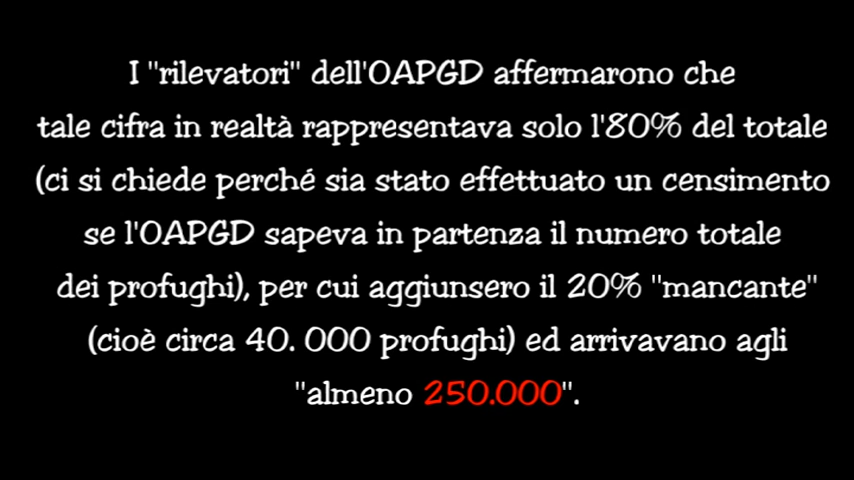 I "rilevatori" dell'OAPGD affermarono che
tale cifra in realtà rappresentava solo l'80% del totale
(ci si chiede perché sia stato effettuato un censimento
se l'OAPGD sapeva in partenza il numero totale
dei profughi), per cui aggiunsero il 20% "mancante"
(cioè circa 40. 000 profughi) ed arrivavano agli
"almeno 250.000".